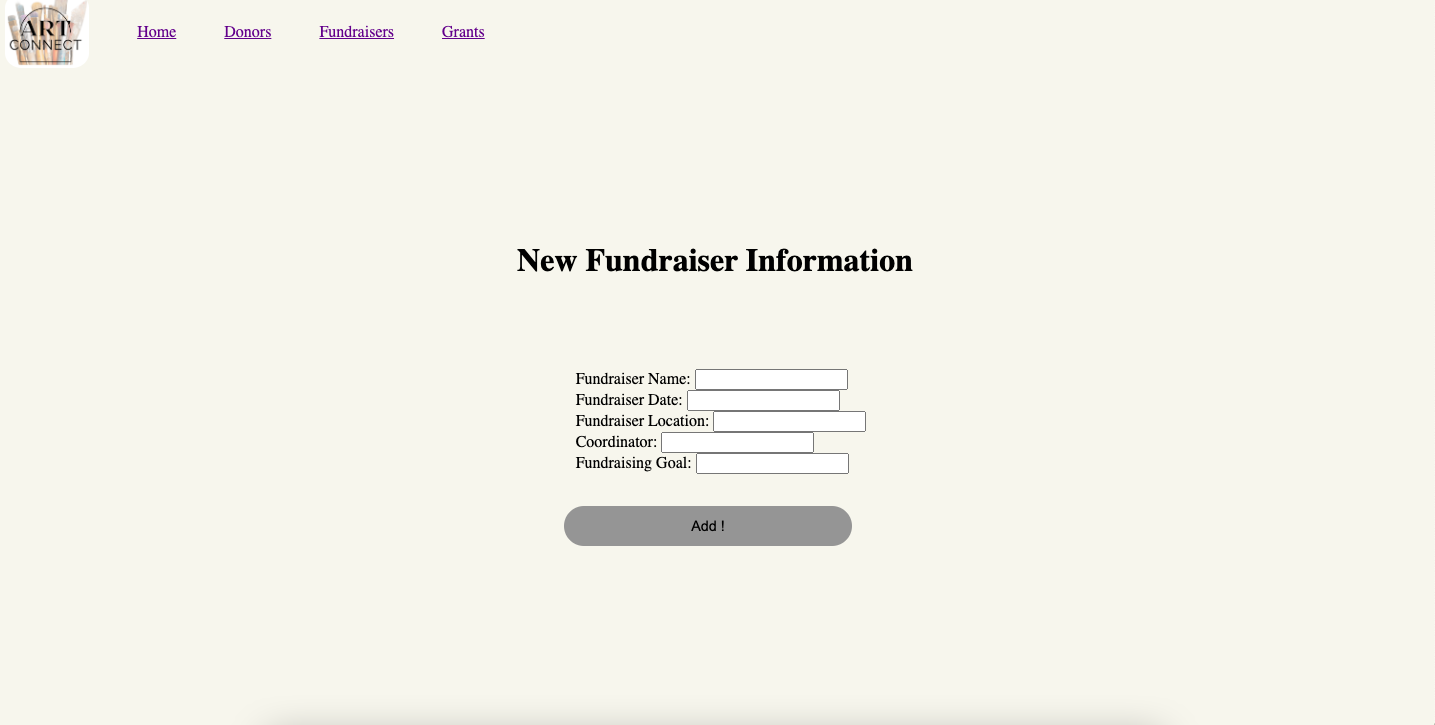 ART
CONNECT
Home Donors Fundraisers Grants
New Fundraiser Information
Fundraiser Name:
Fundraiser Date:
Fundraiser Location:
Coordinator:
Fundraising Goal:
Add !